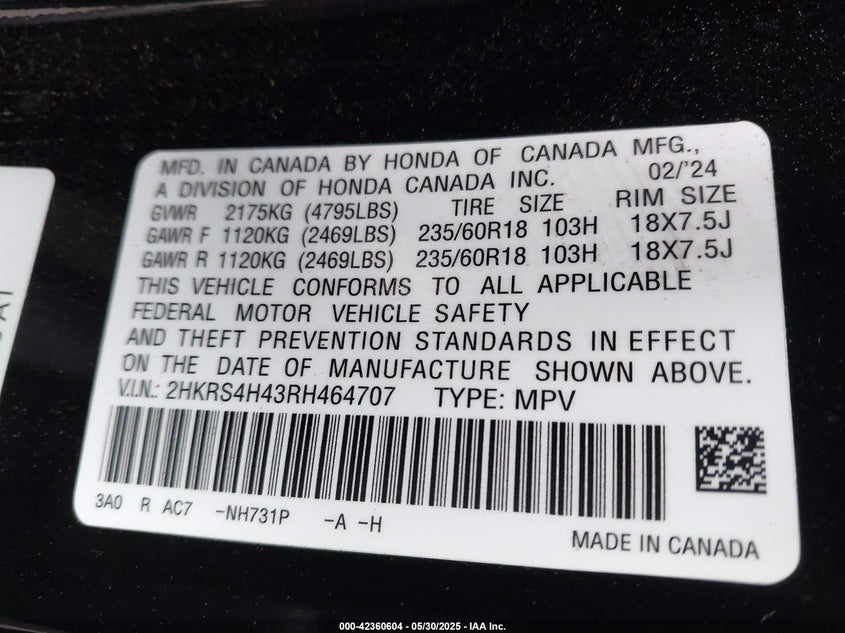 MFD. IN CANADA BY HONDA OF CANADA MFG.,
A DIVISION OF HONDA CANADA INC. 02/'24
GVWR 2175KG (4795LBS) TIRE SIZE RIM SIZE
GAWR F 1120KG (2469LBS) 235/60R18 103H 18X7.5J
GAWR R 1120KG (2469LBS) 235/60R18 103H 18X7.5J
THIS VEHICLE CONFORMS TO ALL APPLICABLE
FEDERAL MOTOR VEHICLE SAFETY
AND THEFT PREVENTION STANDARDS IN EFFECT
ON THE DATE OF MANUFACTURE SHOWN ABOVE.
V.I.N.: 2HKRS4H43RH464707 TYPE: MPV
3A0 R AC7 -NH731P -A -H
MADE IN CANADA
000-42360604 — 05/30/2025 — IAA Inc.